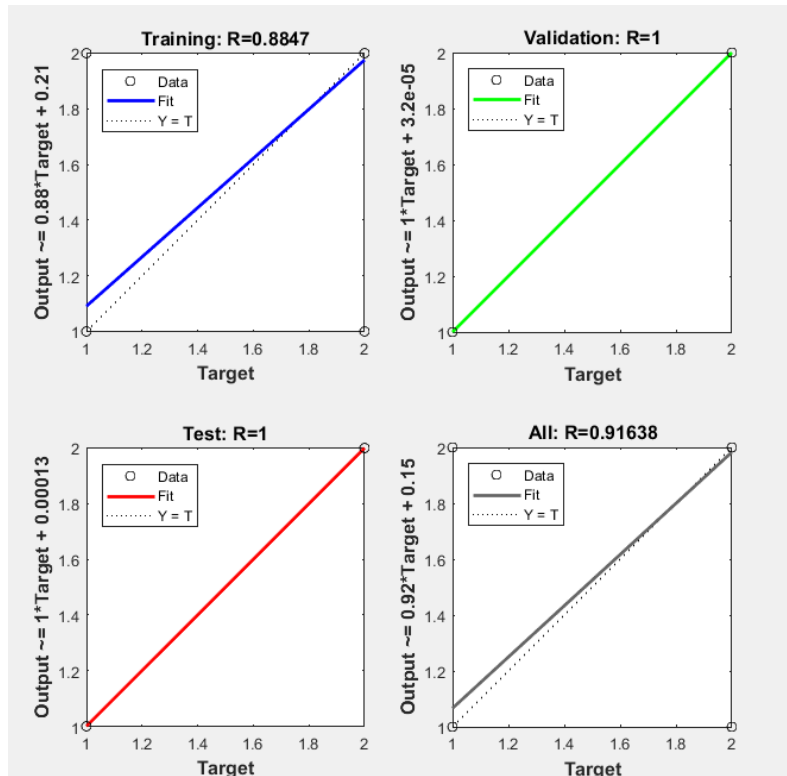 Training: R=0.8847
Output ~= 0.88*Target + 0.21
Data
Fit
Y = T
2
1.8
1.6
1.4
1.2
1
1 1.2 1.4 1.6 1.8 2
Target
Validation: R=1
Output ~= 1*Target + 3.2e-05
Data
Fit
Y = T
2
1.8
1.6
1.4
1.2
1
1 1.2 1.4 1.6 1.8 2
Target
Test: R=1
Output ~= 1*Target + 0.00013
Data
Fit
Y = T
2
1.8
1.6
1.4
1.2
1
1 1.2 1.4 1.6 1.8 2
Target
All: R=0.91638
Output ~= 0.92*Target + 0.15
Data
Fit
Y = T
2
1.8
1.6
1.4
1.2
1
1 1.2 1.4 1.6 1.8 2
Target